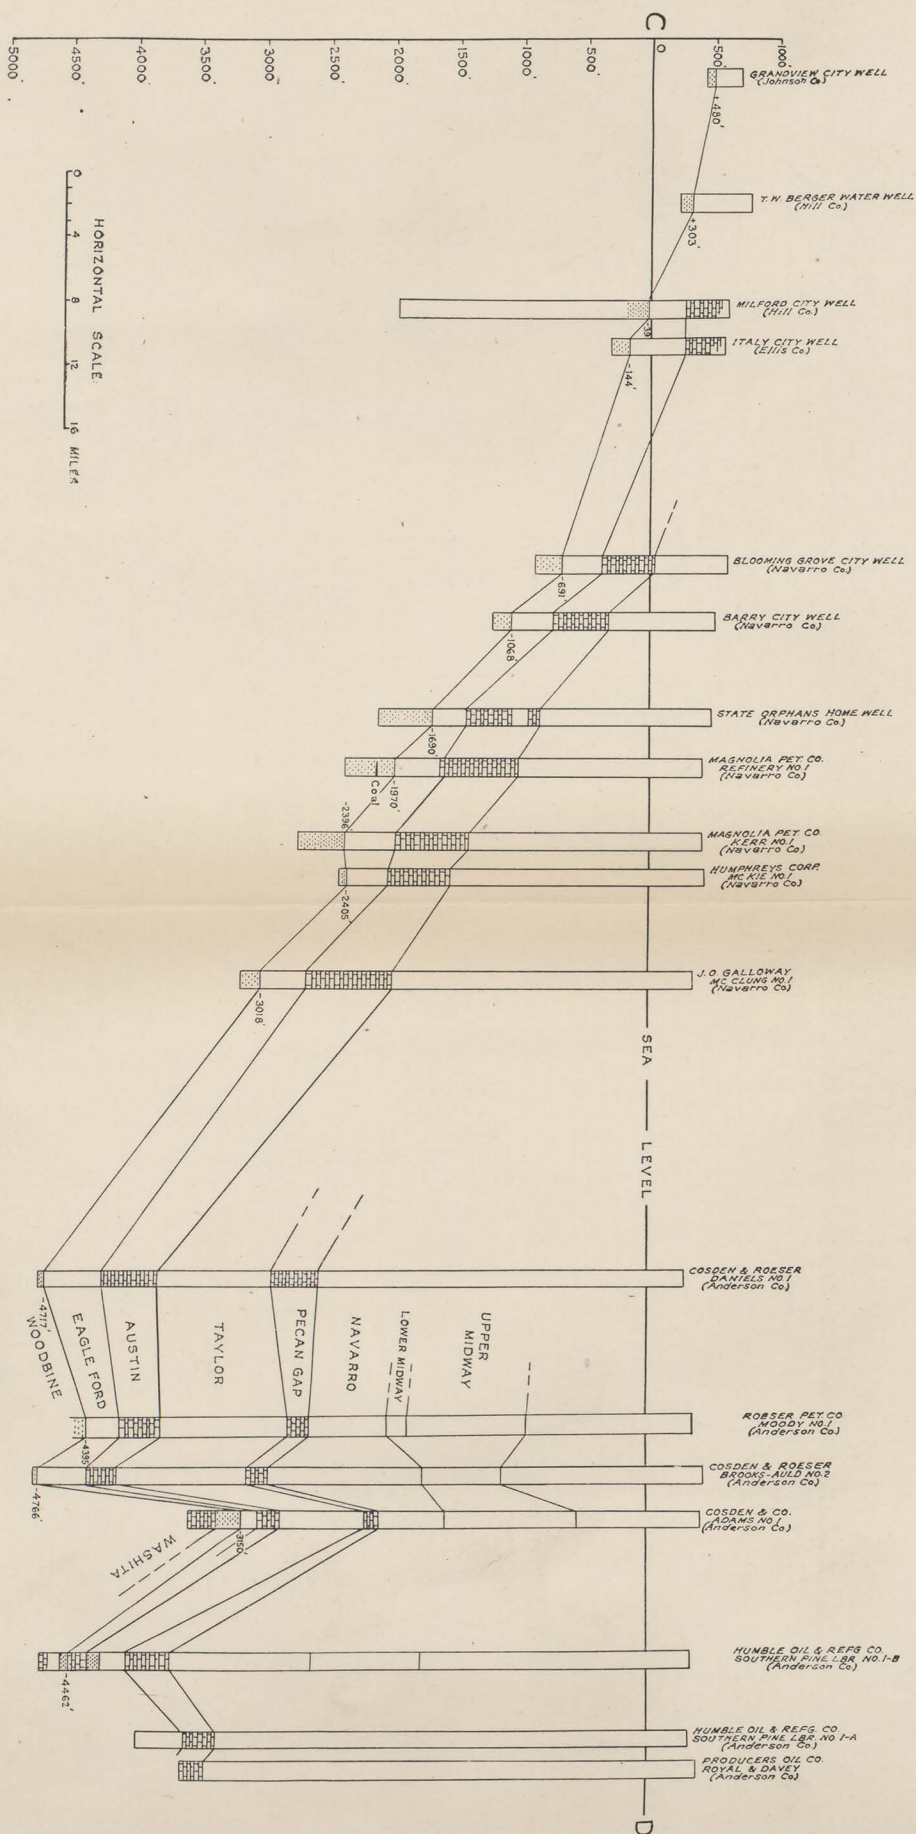 C
1000'
500'
0
500'
1000'
1500'
2000'
2500'
3000'
3500'
4000'
4500'
5000'
GRANDVIEW CITY WELL
(Johnson Co.)
+480'
T. W. BERGER WATER WELL
(Hill Co.)
+303'
MILFORD CITY WELL
(Hill Co.)
-39'
ITALY CITY WELL
(Ellis Co.)
-144'
0
4
8
12
16 MILES
HORIZONTAL SCALE.
BLOOMING GROVE CITY WELL
(Navarro Co.)
-691'
BARRY CITY WELL
(Navarro Co.)
-1068'
STATE ORPHANS HOME WELL
(Navarro Co.)
-1690'
MAGNOLIA PET. CO.
REFINERY NO. 1
(Navarro Co.)
-1970'
Coal
MAGNOLIA PET. CO.
KERR NO. 1
(Navarro Co.)
-2396'
HUMPHREYS CORP.
MC KIE NO. 1
(Navarro Co.)
-2405'
J. O. GALLOWAY
MC CLUNG NO. 1
(Navarro Co.)
-3018'
SEA LEVEL
COSDEN & ROESER
DANIELS NO. 1
(Anderson Co.)
-4717'
UPPER
MIDWAY
LOWER MIDWAY
NAVARRO
PECAN GAP
TAYLOR
AUSTIN
EAGLE FORD
WOODBINE
ROESER PET. CO.
MOODY NO. 1
(Anderson Co.)
-4395'
COSDEN & ROESER
BROOKS-AULD NO. 2
(Anderson Co.)
-4766'
COSDEN & CO.
ADAMS NO. 1
(Anderson Co.)
-3150'
WASHITA
HUMBLE OIL & REFG CO.
SOUTHERN PINE LBR. NO. 1-B
(Anderson Co.)
-4462'
HUMBLE OIL & REFG. CO.
SOUTHERN PINE LBR. NO. 1-A
(Anderson Co.)
PRODUCERS OIL CO.
ROYAL & DAVEY
(Anderson Co.)
D